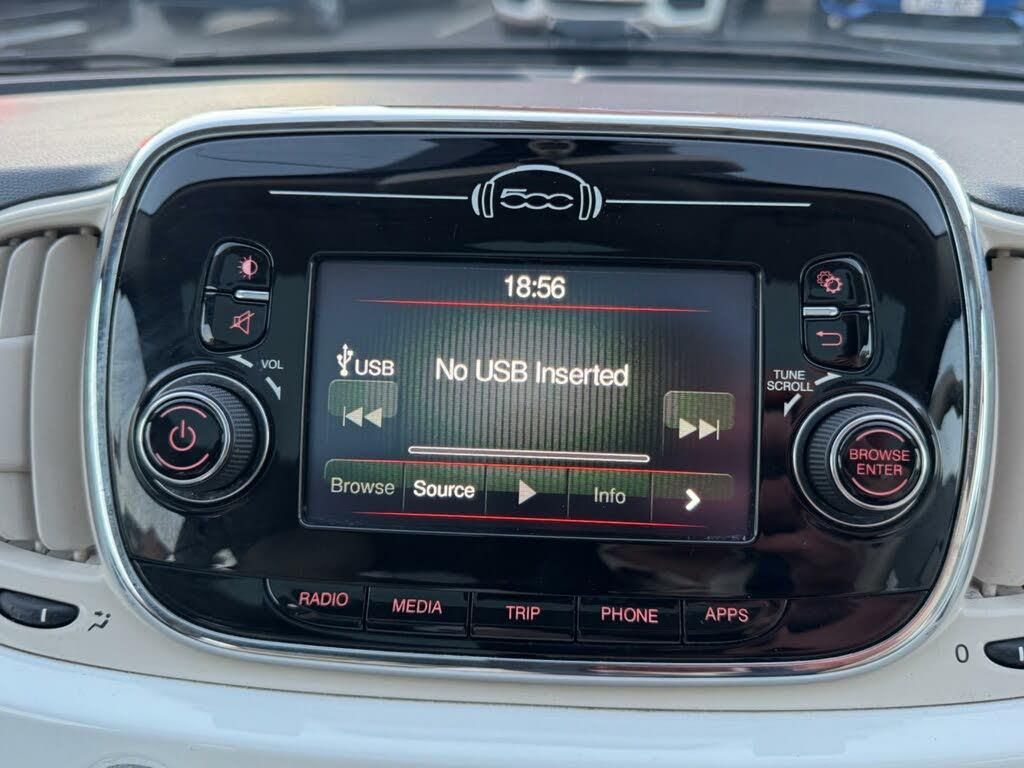 500
18:56
VOL
USB
No USB Inserted
TUNE
SCROLL
BROWSE
ENTER
Browse
Source
Info
RADIO
MEDIA
TRIP
PHONE
APPS
0